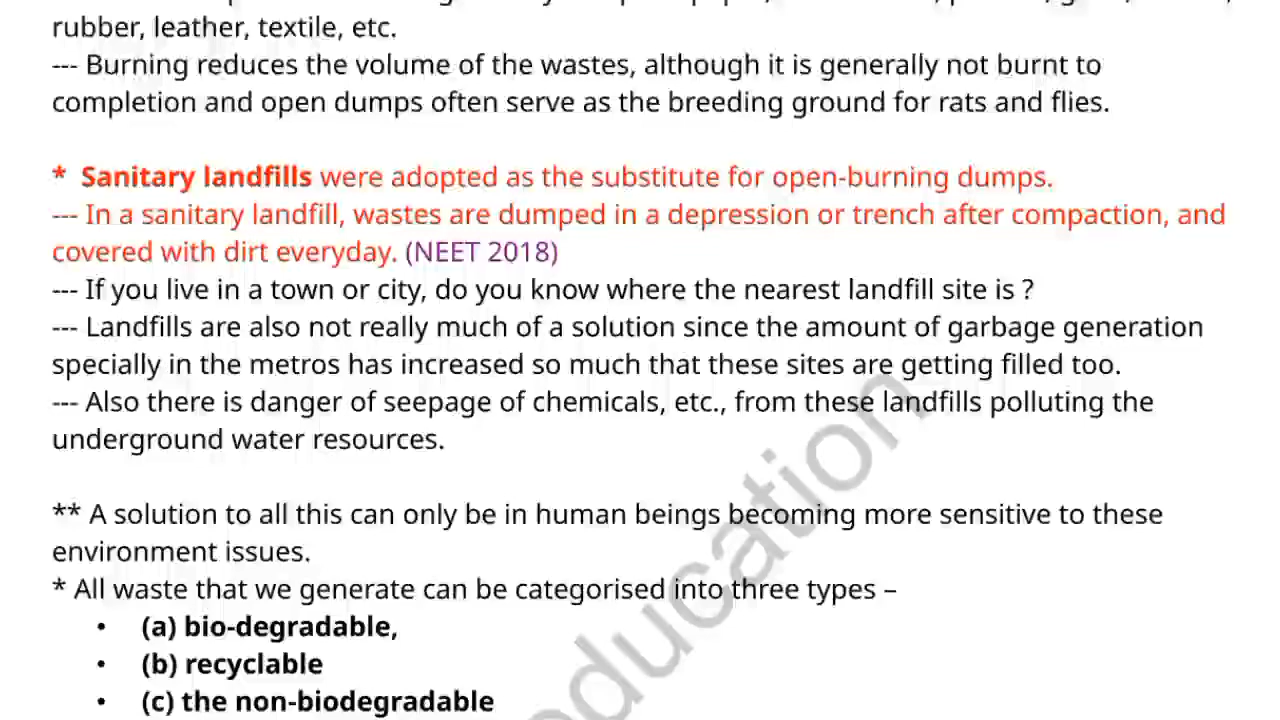 rubber, leather, textile, etc.
--- Burning reduces the volume of the wastes, although it is generally not burnt to
completion and open dumps often serve as the breeding ground for rats and flies.
* Sanitary landfills were adopted as the substitute for open-burning dumps.
--- In a sanitary landfill, wastes are dumped in a depression or trench after compaction, and
covered with dirt everyday. (NEET 2018)
--- If you live in a town or city, do you know where the nearest landfill site is ?
--- Landfills are also not really much of a solution since the amount of garbage generation
specially in the metros has increased so much that these sites are getting filled too.
--- Also there is danger of seepage of chemicals, etc., from these landfills polluting the
underground water resources.
** A solution to all this can only be in human beings becoming more sensitive to these
environment issues.
* All waste that we generate can be categorised into three types –
• (a) bio-degradable,
• (b) recyclable
• (c) the non-biodegradable
education